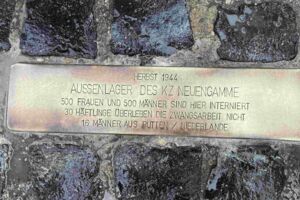 HERBST 1944
AUSSENLAGER DES KZ NEUENGAMME
500 FRAUEN UND 500 MÄNNER SIND HIER INTERNIERT
30 HÄFTLINGE ÜBERLEBEN DIE ZWANGSARBEIT NICHT
16 MÄNNER AUS PUTTEN / NIEDERLANDE